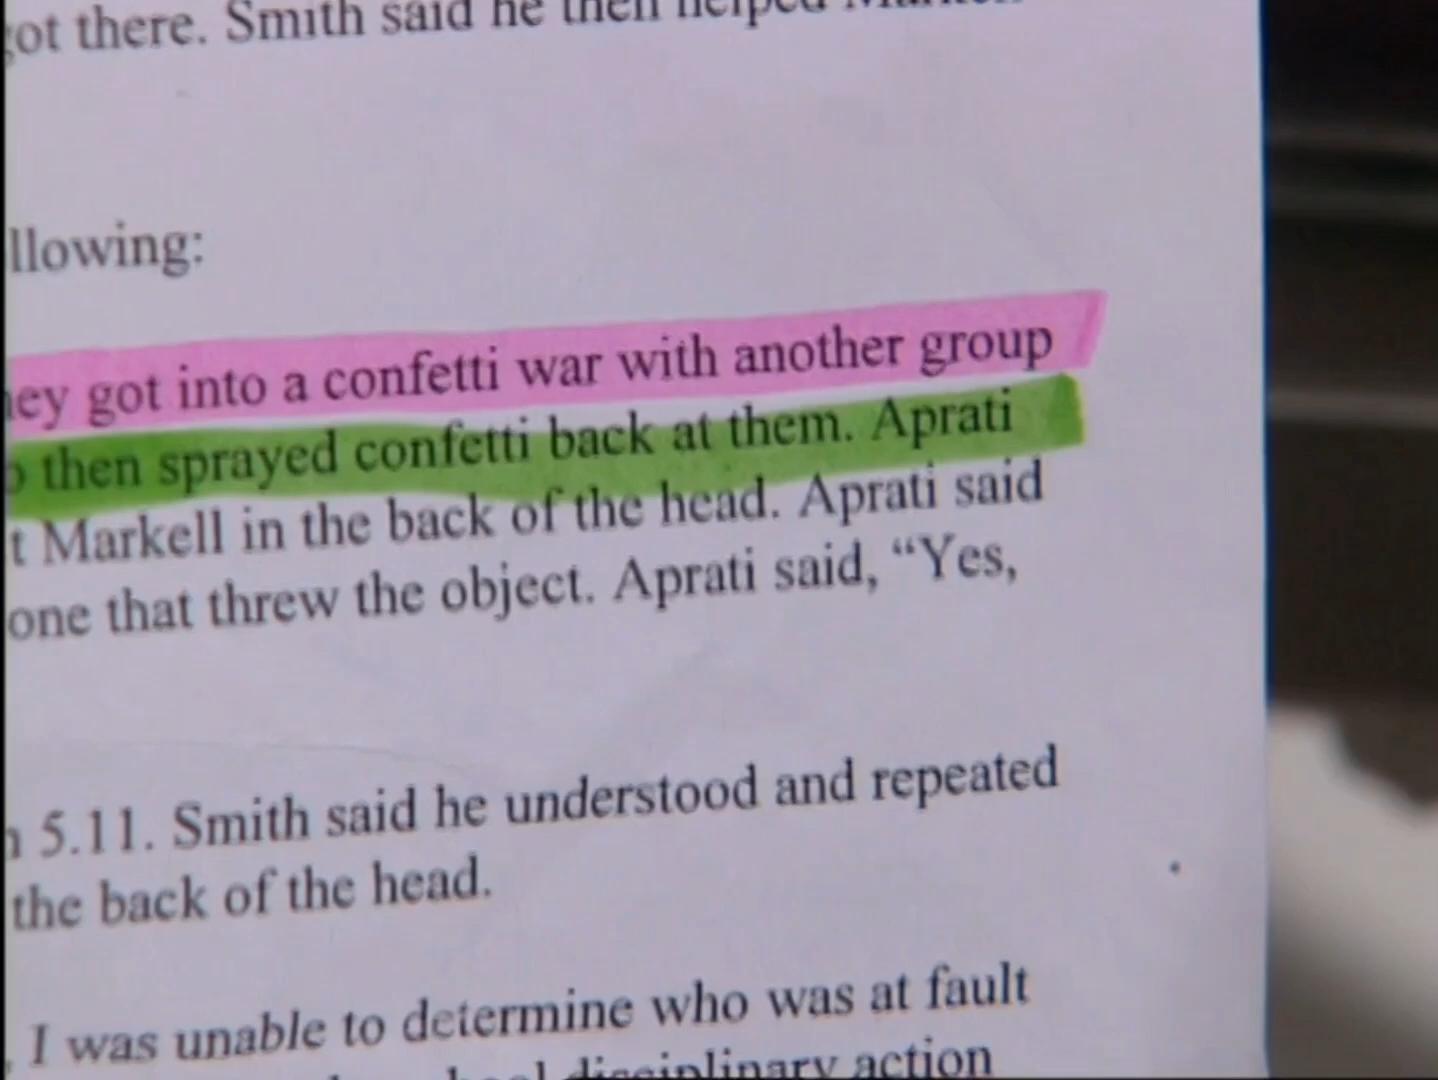 got there. Smith said he then helped
llowing:
ey got into a confetti war with another group
then sprayed confetti back at them. Aprati
t Markell in the back of the head. Aprati said
one that threw the object. Aprati said, “Yes,
5.11. Smith said he understood and repeated
the back of the head.
I was unable to determine who was at fault
disciplinary action